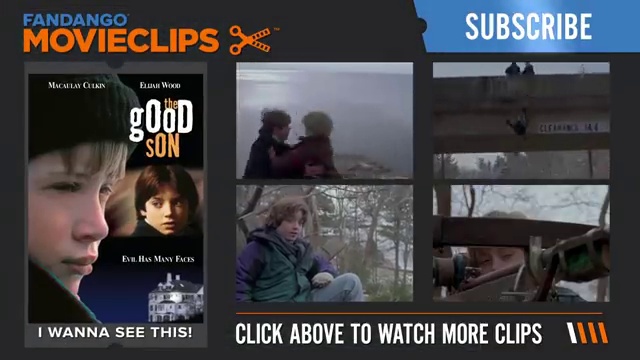 FANDANGO
MOVIECLIPS
SUBSCRIBE
MACAULAY CULKIN ELIJAH WOOD
the
gOOD
sON
EVIL HAS MANY FACES
CLEARANCE
I WANNA SEE THIS!
CLICK ABOVE TO WATCH MORE CLIPS